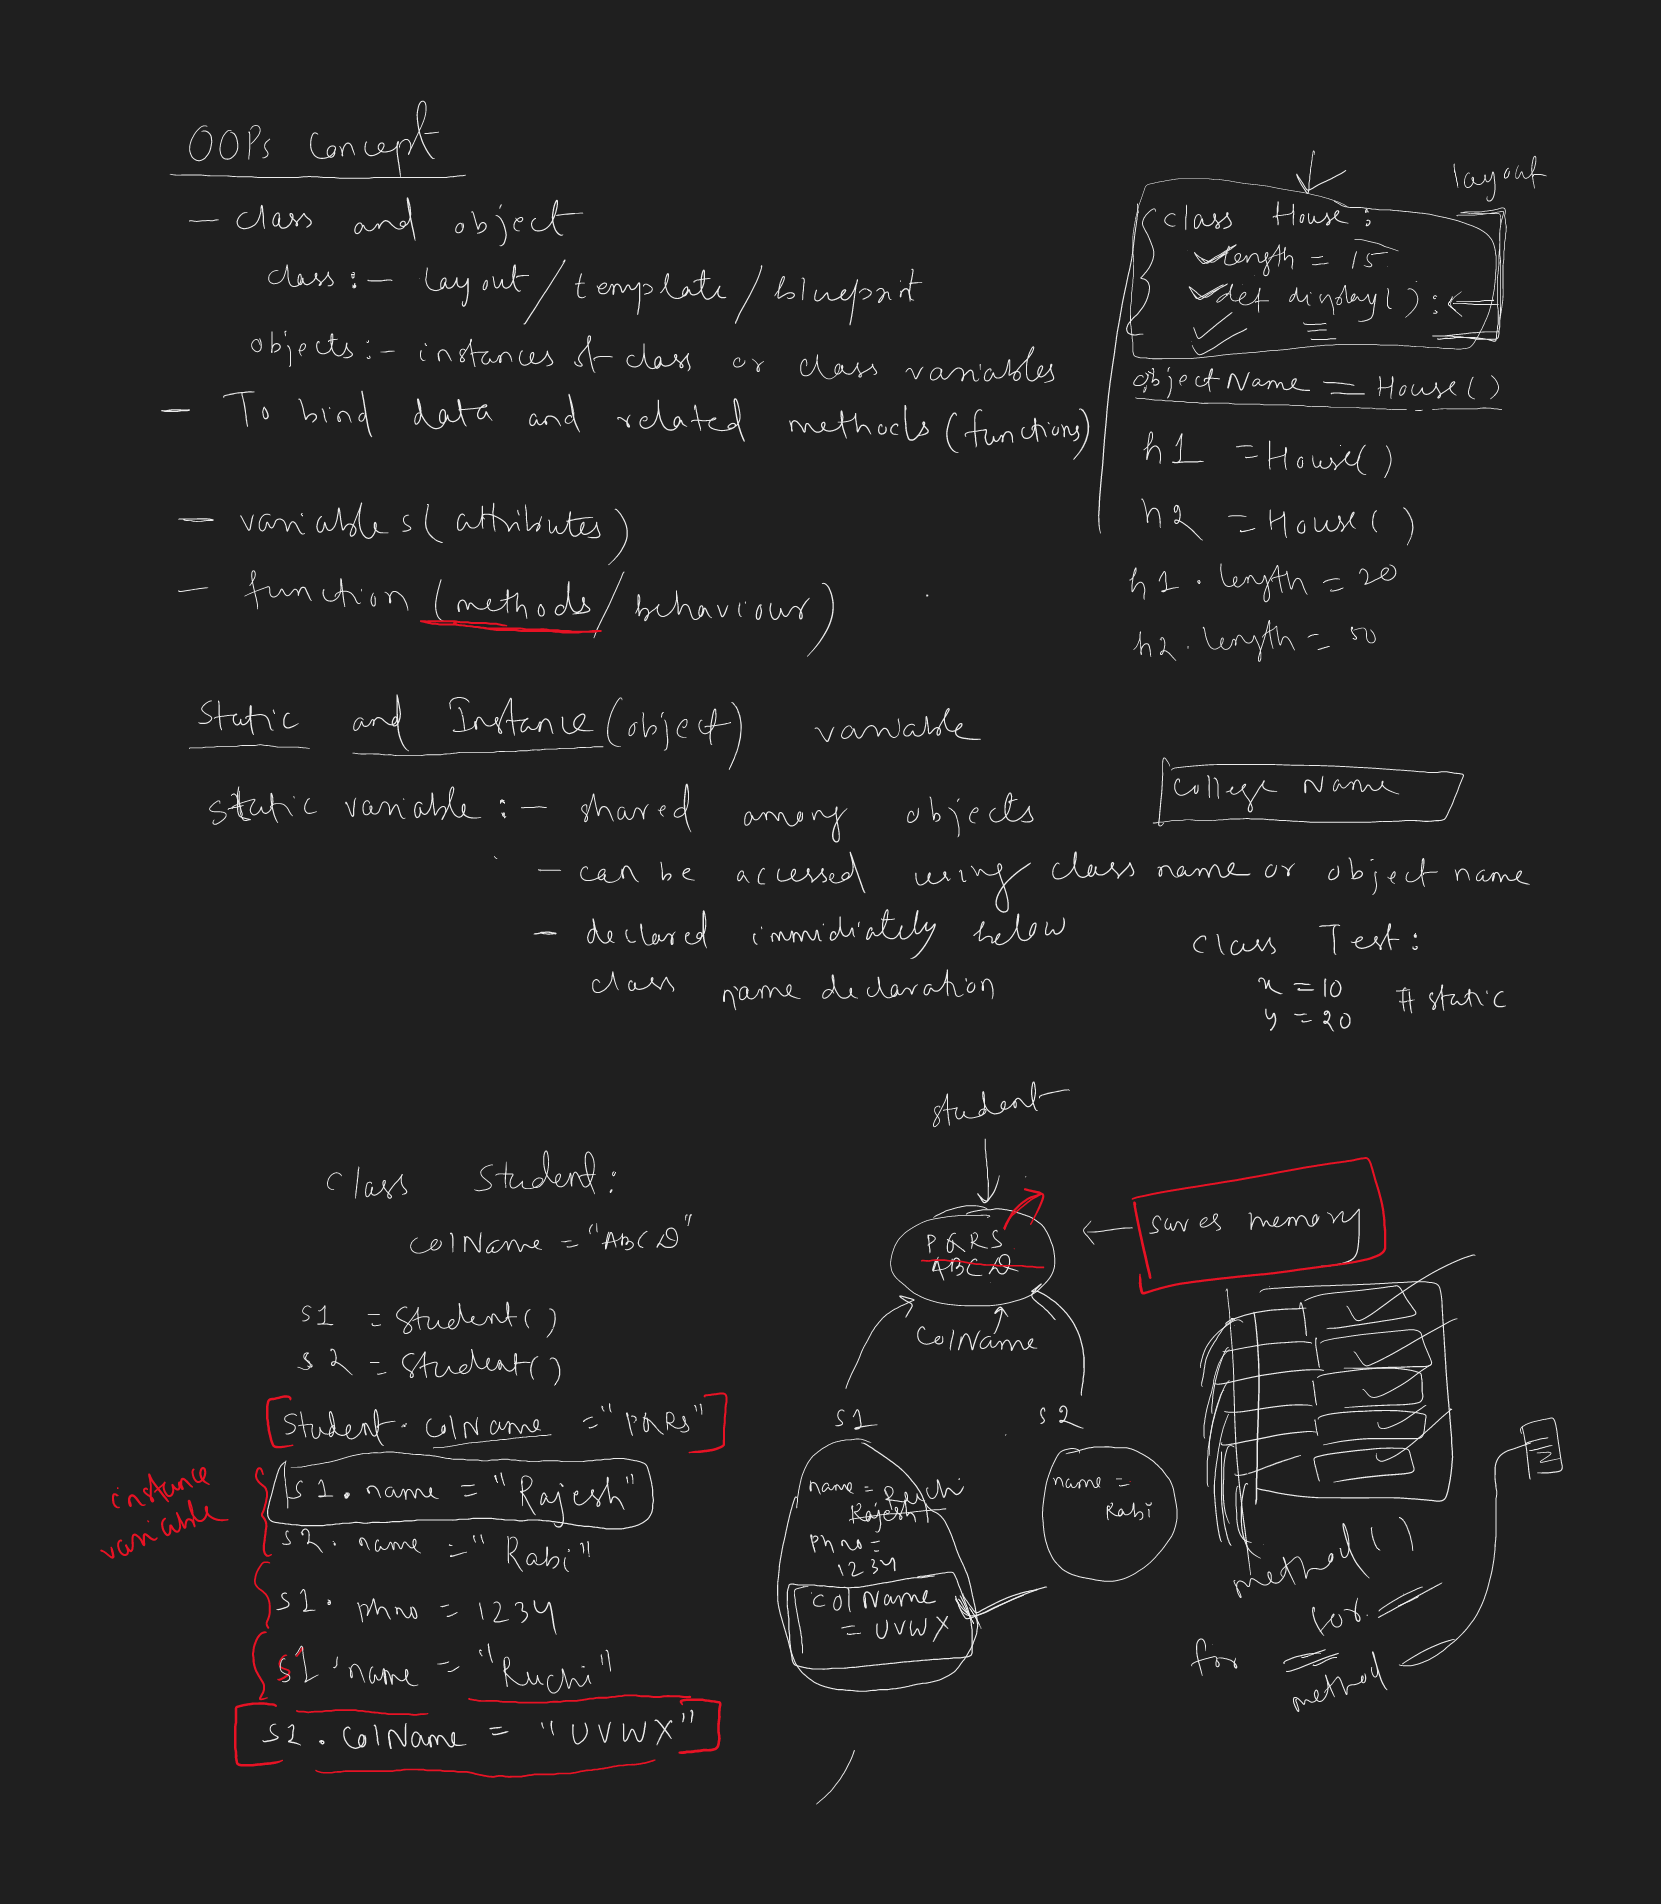 OOPs Concept
- class and object
class :- layout / template / blueprint
objects :- instances of class or class variables
- To bind data and related methods (functions)
- variables (attributes)
- function (methods / behaviour)
layout
class House :
length = 15
def display() :
objectName = House()
h1 = House()
h2 = House()
h1 . length = 20
h2 . length = 50
Static and Instance (object) variable
static variable :- shared among objects
College Name
- can be accessed using class name or object name
- declared immidiately below
class name declaration
class Test :
x = 10
y = 20
# static
class Student :
colName = "ABCD"
s1 = Student()
s2 = Student()
Student . colName = "PQRS"
instance
variable
s1 . name = "Rajesh"
s2 . name = "Rabi"
s1 . phno = 1234
s1 . name = "Ruchi"
s1 . ColName = "UVWX"
student
PQRS
ABCD
ColName
saves memory
s1
s2
name = Ruchi
Rajesh
Phno =
1234
ColName
= UVWX
name =
Rabi
method ( )
for
for
method